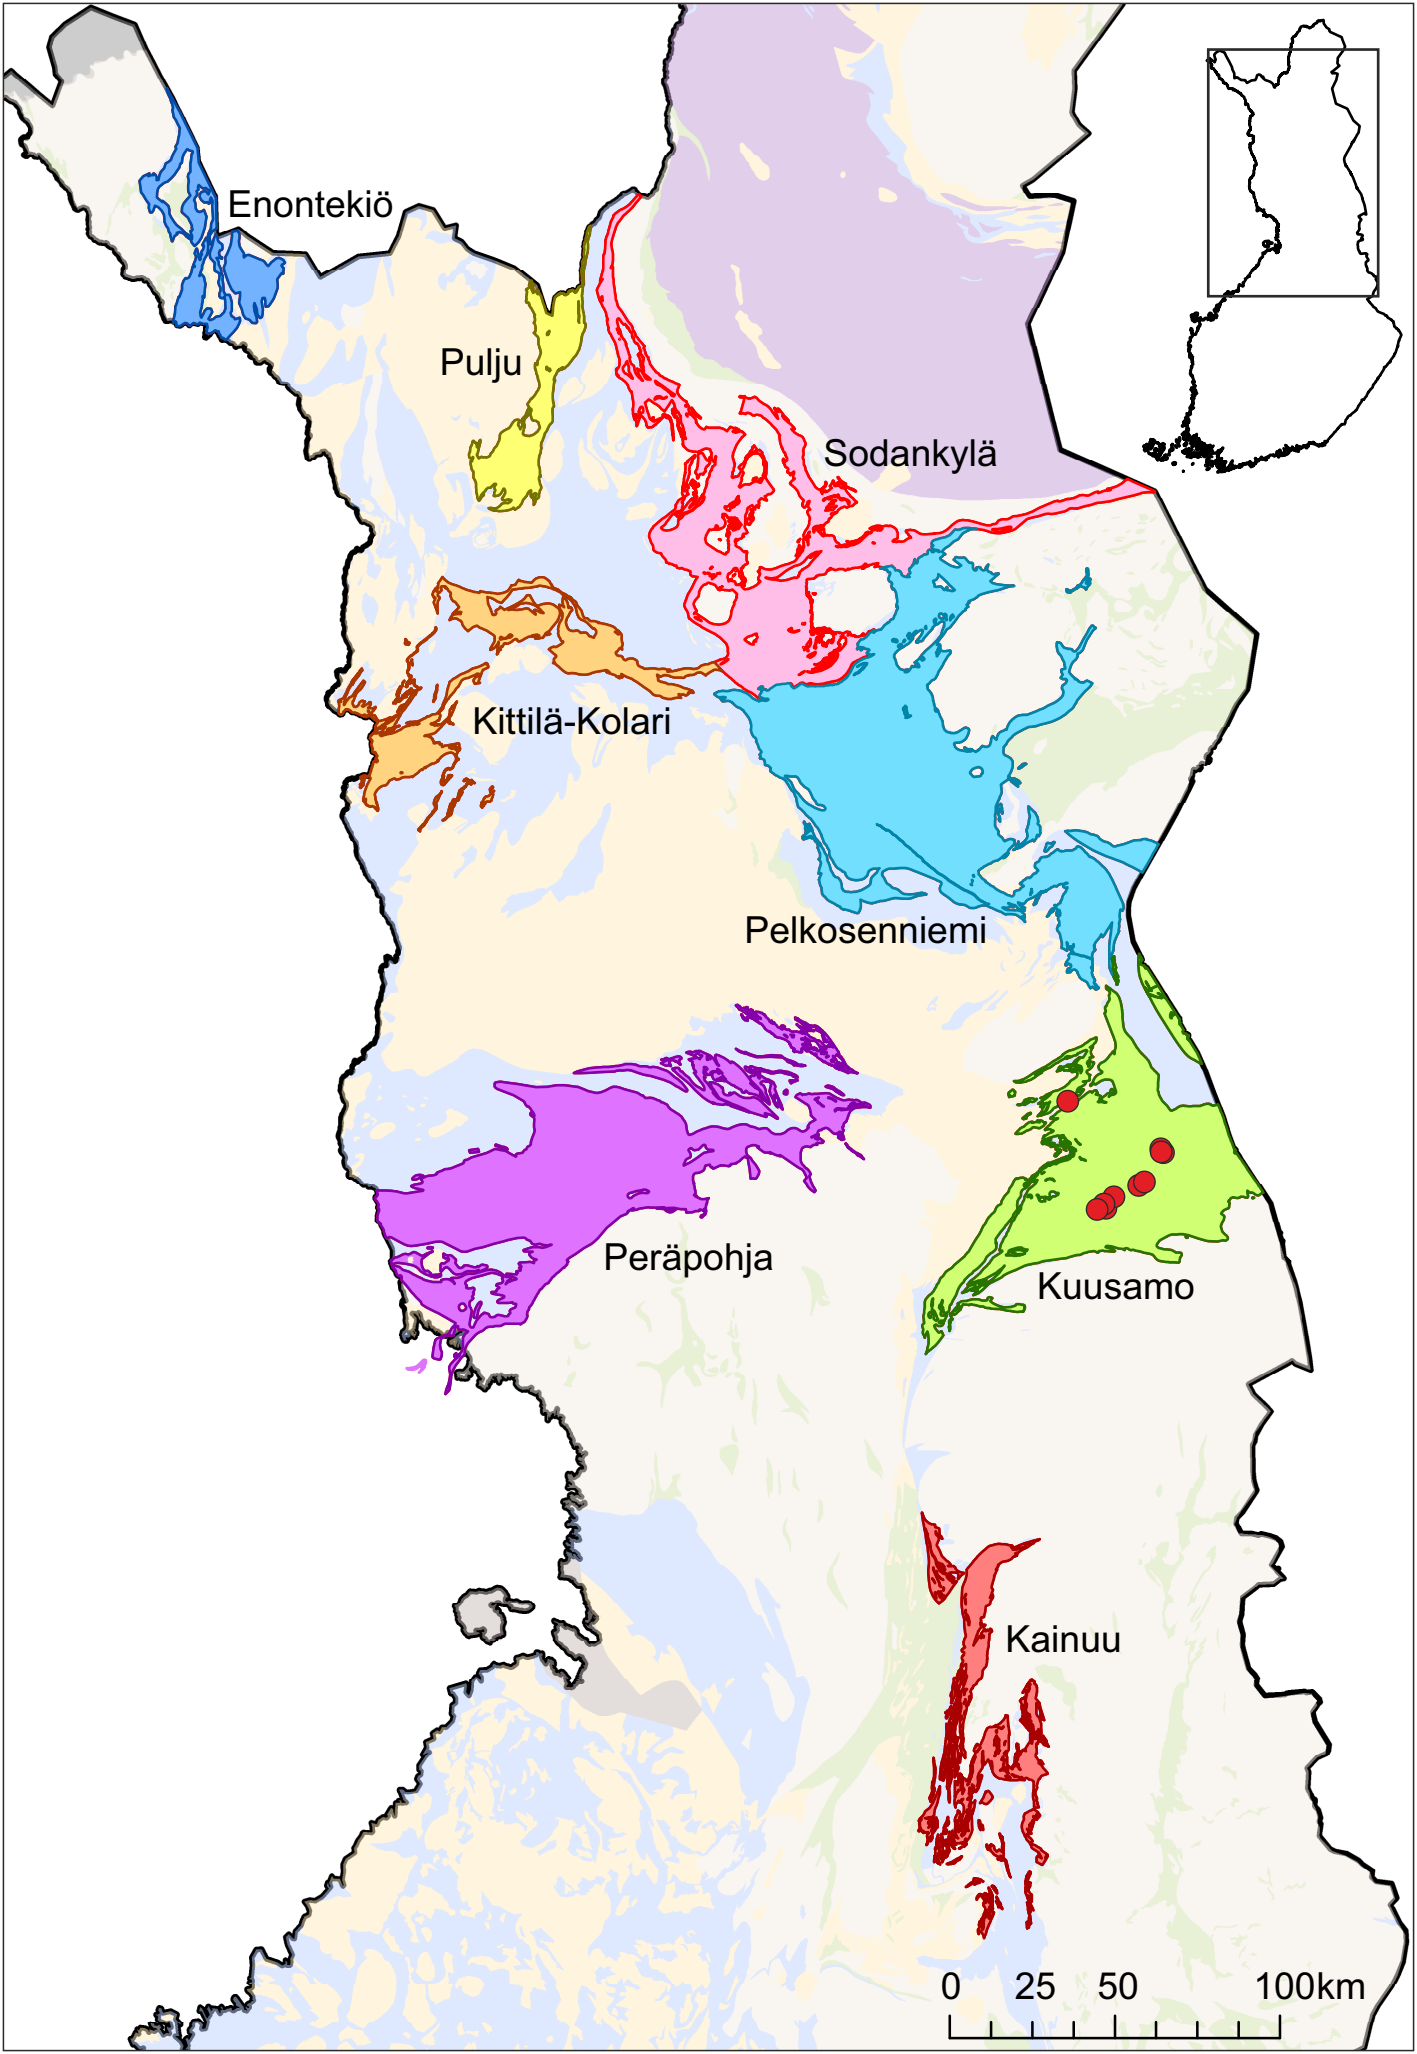 Enontekiö
Pulju
Sodankylä
Kittilä-Kolari
Pelkosenniemi
Peräpohja
Kuusamo
Kainuu
0 25 50 100km